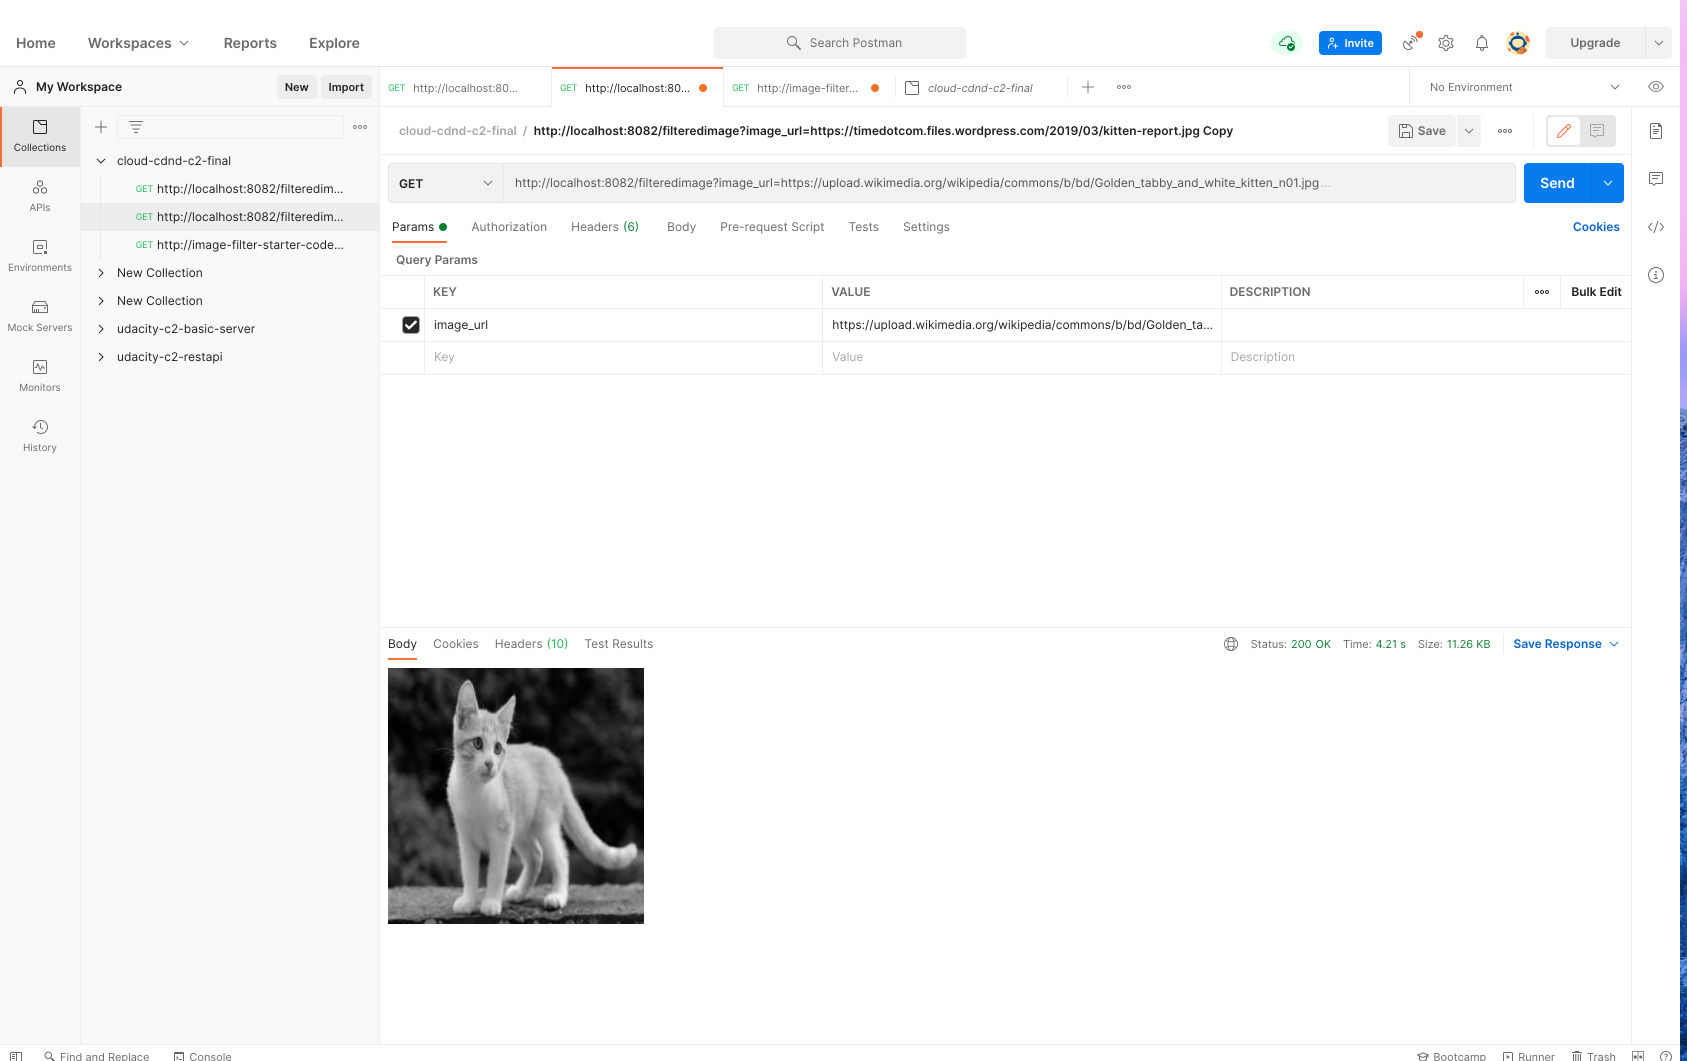 Home Workspaces Reports Explore Search Postman Invite Upgrade
My Workspace New Import
GET http://localhost:80... GET http://localhost:80... GET http://image-filter... cloud-cdnd-c2-final No Environment
Collections
APIs
Environments
Mock Servers
Monitors
History
cloud-cdnd-c2-final
GET http://localhost:8082/filteredim...
GET http://localhost:8082/filteredim...
GET http://image-filter-starter-code...
New Collection
New Collection
udacity-c2-basic-server
udacity-c2-restapi
cloud-cdnd-c2-final / http://localhost:8082/filteredimage?image_url=https://timedotcom.files.wordpress.com/2019/03/kitten-report.jpg Copy Save
GET http://localhost:8082/filteredimage?image_url=https://upload.wikimedia.org/wikipedia/commons/b/bd/Golden_tabby_and_white_kitten_n01.jpg ... Send
Params Authorization Headers (6) Body Pre-request Script Tests Settings Cookies
Query Params
KEY VALUE DESCRIPTION Bulk Edit
image_url https://upload.wikimedia.org/wikipedia/commons/b/bd/Golden_ta...
Key Value Description
Body Cookies Headers (10) Test Results Status: 200 OK Time: 4.21 s Size: 11.26 KB Save Response
Find and Replace Console Bootcamp Runner Trash